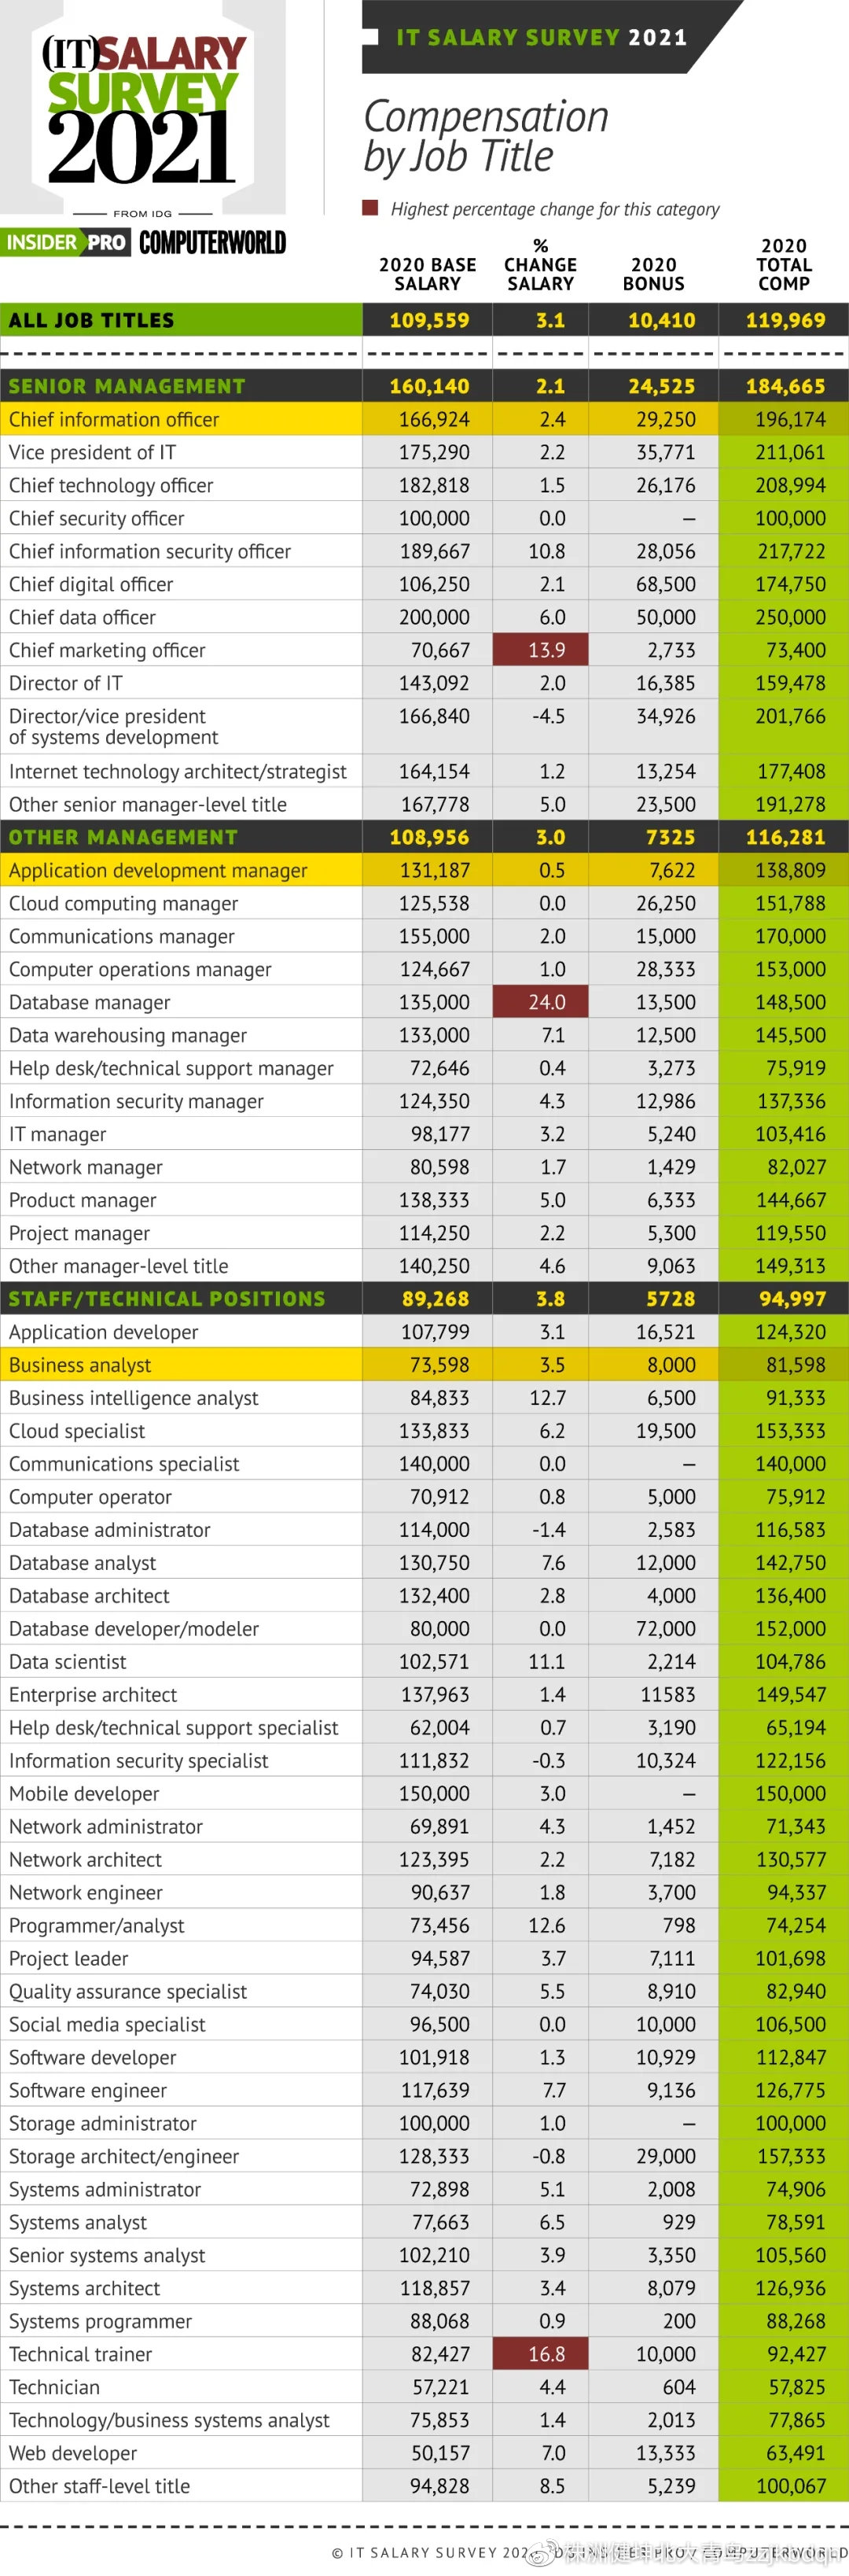 (IT)SALARY
SURVEY
2021
FROM IDG
INSIDER PRO COMPUTERWORLD
IT SALARY SURVEY 2021
Compensation
by Job Title
Highest percentage change for this category
2020 BASE SALARY % CHANGE SALARY 2020 BONUS 2020 TOTAL COMP
ALL JOB TITLES 109,559 3.1 10,410 119,969
SENIOR MANAGEMENT 160,140 2.1 24,525 184,665
Chief information officer 166,924 2.4 29,250 196,174
Vice president of IT 175,290 2.2 35,771 211,061
Chief technology officer 182,818 1.5 26,176 208,994
Chief security officer 100,000 0.0 – 100,000
Chief information security officer 189,667 10.8 28,056 217,722
Chief digital officer 106,250 2.1 68,500 174,750
Chief data officer 200,000 6.0 50,000 250,000
Chief marketing officer 70,667 13.9 2,733 73,400
Director of IT 143,092 2.0 16,385 159,478
Director/vice president 166,840 -4.5 34,926 201,766
of systems development
Internet technology architect/strategist 164,154 1.2 13,254 177,408
Other senior manager-level title 167,778 5.0 23,500 191,278
OTHER MANAGEMENT 108,956 3.0 7325 116,281
Application development manager 131,187 0.5 7,622 138,809
Cloud computing manager 125,538 0.0 26,250 151,788
Communications manager 155,000 2.0 15,000 170,000
Computer operations manager 124,667 1.0 28,333 153,000
Database manager 135,000 24.0 13,500 148,500
Data warehousing manager 133,000 7.1 12,500 145,500
Help desk/technical support manager 72,646 0.4 3,273 75,919
Information security manager 124,350 4.3 12,986 137,336
IT manager 98,177 3.2 5,240 103,416
Network manager 80,598 1.7 1,429 82,027
Product manager 138,333 5.0 6,333 144,667
Project manager 114,250 2.2 5,300 119,550
Other manager-level title 140,250 4.6 9,063 149,313
STAFF/TECHNICAL POSITIONS 89,268 3.8 5728 94,997
Application developer 107,799 3.1 16,521 124,320
Business analyst 73,598 3.5 8,000 81,598
Business intelligence analyst 84,833 12.7 6,500 91,333
Cloud specialist 133,833 6.2 19,500 153,333
Communications specialist 140,000 0.0 – 140,000
Computer operator 70,912 0.8 5,000 75,912
Database administrator 114,000 -1.4 2,583 116,583
Database analyst 130,750 7.6 12,000 142,750
Database architect 132,400 2.8 4,000 136,400
Database developer/modeler 80,000 0.0 72,000 152,000
Data scientist 102,571 11.1 2,214 104,786
Enterprise architect 137,963 1.4 11583 149,547
Help desk/technical support specialist 62,004 0.7 3,190 65,194
Information security specialist 111,832 -0.3 10,324 122,156
Mobile developer 150,000 3.0 – 150,000
Network administrator 69,891 4.3 1,452 71,343
Network architect 123,395 2.2 7,182 130,577
Network engineer 90,637 1.8 3,700 94,337
Programmer/analyst 73,456 12.6 798 74,254
Project leader 94,587 3.7 7,111 101,698
Quality assurance specialist 74,030 5.5 8,910 82,940
Social media specialist 96,500 0.0 10,000 106,500
Software developer 101,918 1.3 10,929 112,847
Software engineer 117,639 7.7 9,136 126,775
Storage administrator 100,000 1.0 – 100,000
Storage architect/engineer 128,333 -0.8 29,000 157,333
Systems administrator 72,898 5.1 2,008 74,906
Systems analyst 77,663 6.5 929 78,591
Senior systems analyst 102,210 3.9 3,350 105,560
Systems architect 118,857 3.4 8,079 126,936
Systems programmer 88,068 0.9 200 88,268
Technical trainer 82,427 16.8 10,000 92,427
Technician 57,221 4.4 604 57,825
Technology/business systems analyst 75,853 1.4 2,013 77,865
Web developer 50,157 7.0 13,333 63,491
Other staff-level title 94,828 8.5 5,239 100,067
© IT SALARY SURVEY COMPUTERWORLD